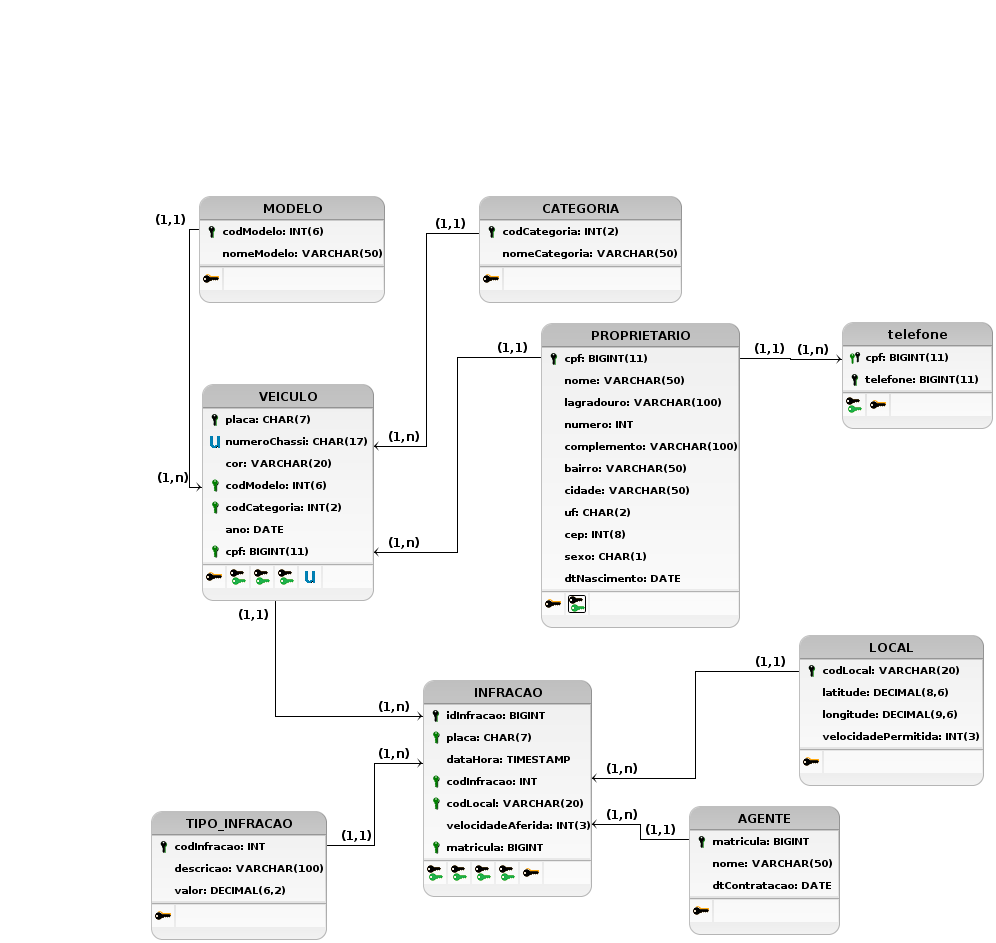 MODELO
codModelo: INT(6)
nomeModelo: VARCHAR(50)
(1,1)
CATEGORIA
codCategoria: INT(2)
nomeCategoria: VARCHAR(50)
(1,1)
PROPRIETARIO
cpf: BIGINT(11)
nome: VARCHAR(50)
lagradouro: VARCHAR(100)
numero: INT
complemento: VARCHAR(100)
bairro: VARCHAR(50)
cidade: VARCHAR(50)
uf: CHAR(2)
cep: INT(8)
sexo: CHAR(1)
dtNascimento: DATE
(1,1)
(1,1)
(1,n)
telefone
cpf: BIGINT(11)
telefone: BIGINT(11)
VEICULO
placa: CHAR(7)
u numeroChassi: CHAR(17)
cor: VARCHAR(20)
codModelo: INT(6)
codCategoria: INT(2)
ano: DATE
cpf: BIGINT(11)
u
(1,n)
(1,n)
(1,n)
(1,1)
INFRACAO
idInfracao: BIGINT
placa: CHAR(7)
dataHora: TIMESTAMP
codInfracao: INT
codLocal: VARCHAR(20)
velocidadeAferida: INT(3)
matricula: BIGINT
(1,n)
(1,n)
(1,n)
(1,n)
LOCAL
codLocal: VARCHAR(20)
latitude: DECIMAL(8,6)
longitude: DECIMAL(9,6)
velocidadePermitida: INT(3)
(1,1)
TIPO_INFRACAO
codInfracao: INT
descricao: VARCHAR(100)
valor: DECIMAL(6,2)
(1,1)
AGENTE
matricula: BIGINT
nome: VARCHAR(50)
dtContratacao: DATE
(1,1)